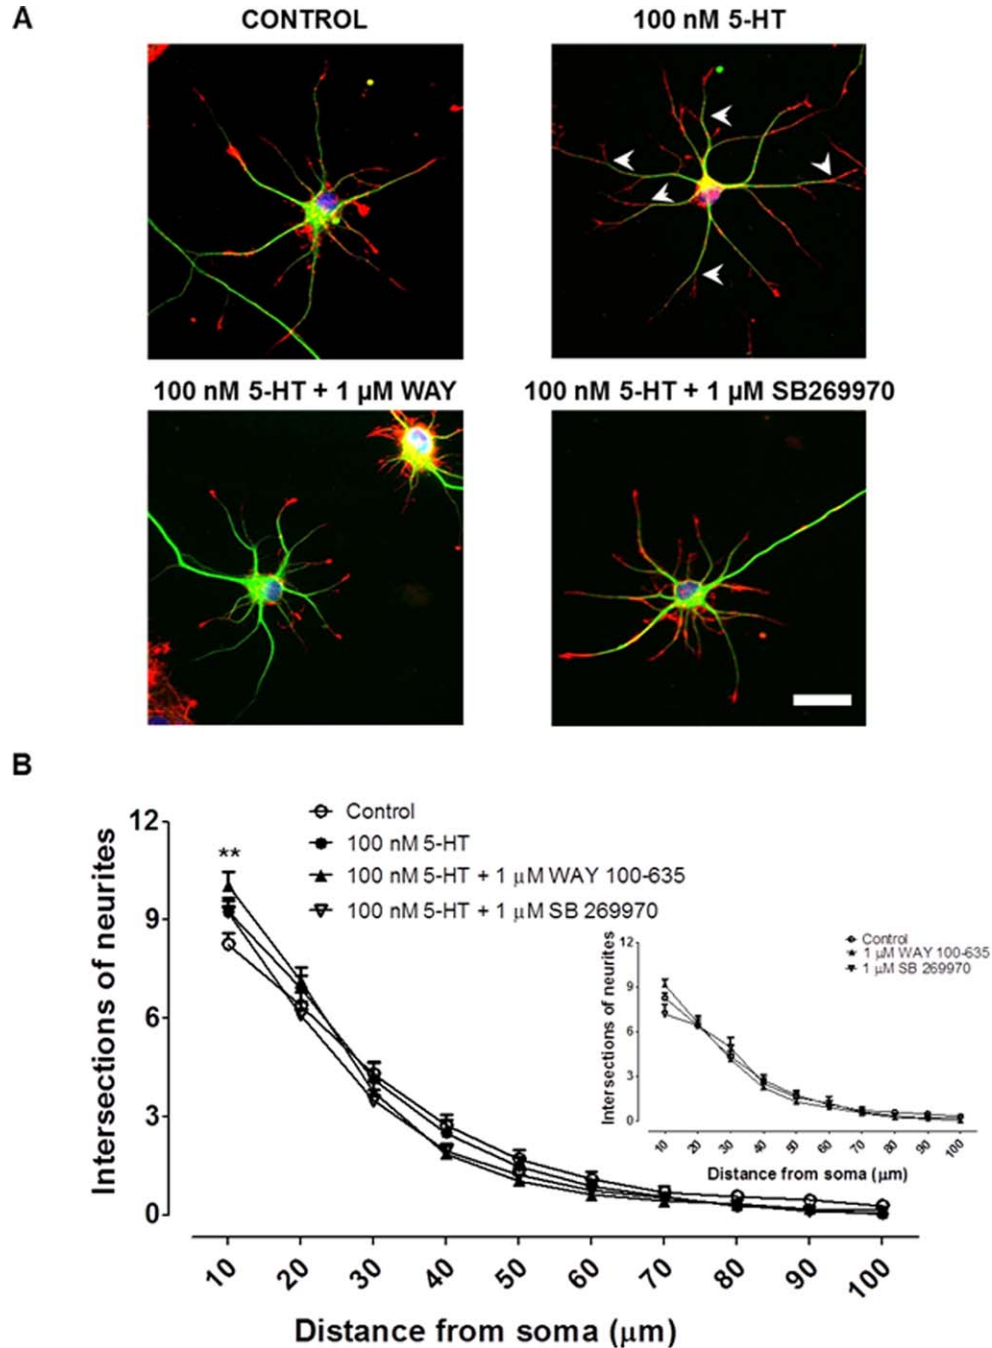 A
CONTROL
100 nM 5-HT
100 nM 5-HT + 1 µM WAY
100 nM 5-HT + 1 µM SB269970
B
Intersections of neurites
12
9
6
3
0
**
Control
100 nM 5-HT
100 nM 5-HT + 1 µM WAY 100-635
100 nM 5-HT + 1 µM SB 269970
10 20 30 40 50 60 70 80 90 100
Distance from soma (µm)
Intersections of neurites
12
9
6
3
0
Control
1 µM WAY 100-635
1 µM SB 269970
10 20 30 40 50 60 70 80 90 100
Distance from soma (µm)